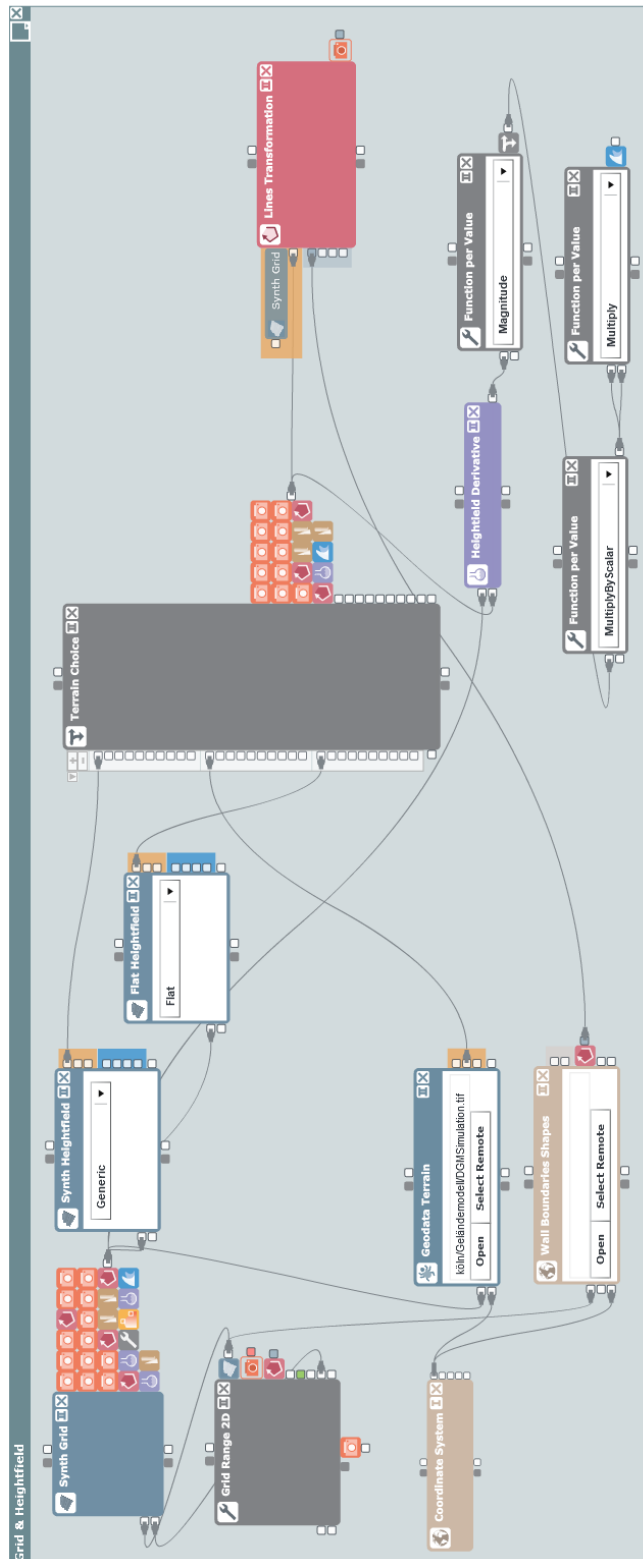 Grid & Heightfield
Synth Grid
Synth Heightfield
Generic
Flat Heightfield
Flat
Terrain Choice
+
-
Synth Grid
Lines Transformation
Grid Range 2D
Coordinate System
Geodata Terrain
köln/Geländemodell/DGMSimulation.tif
Open
Select Remote
Wall Boundaries Shapes
Open
Select Remote
Heightfield Derivative
Function per Value
Magnitude
Function per Value
MultiplyByScalar
Function per Value
Multiply